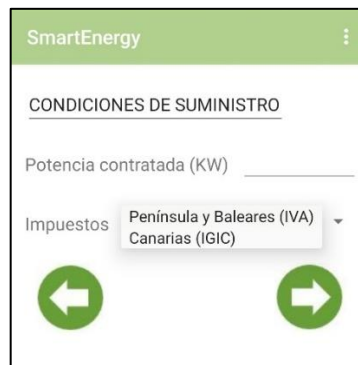 SmartEnergy
CONDICIONES DE SUMINISTRO
Potencia contratada (KW)
Impuestos
Península y Baleares (IVA)
Canarias (IGIC)